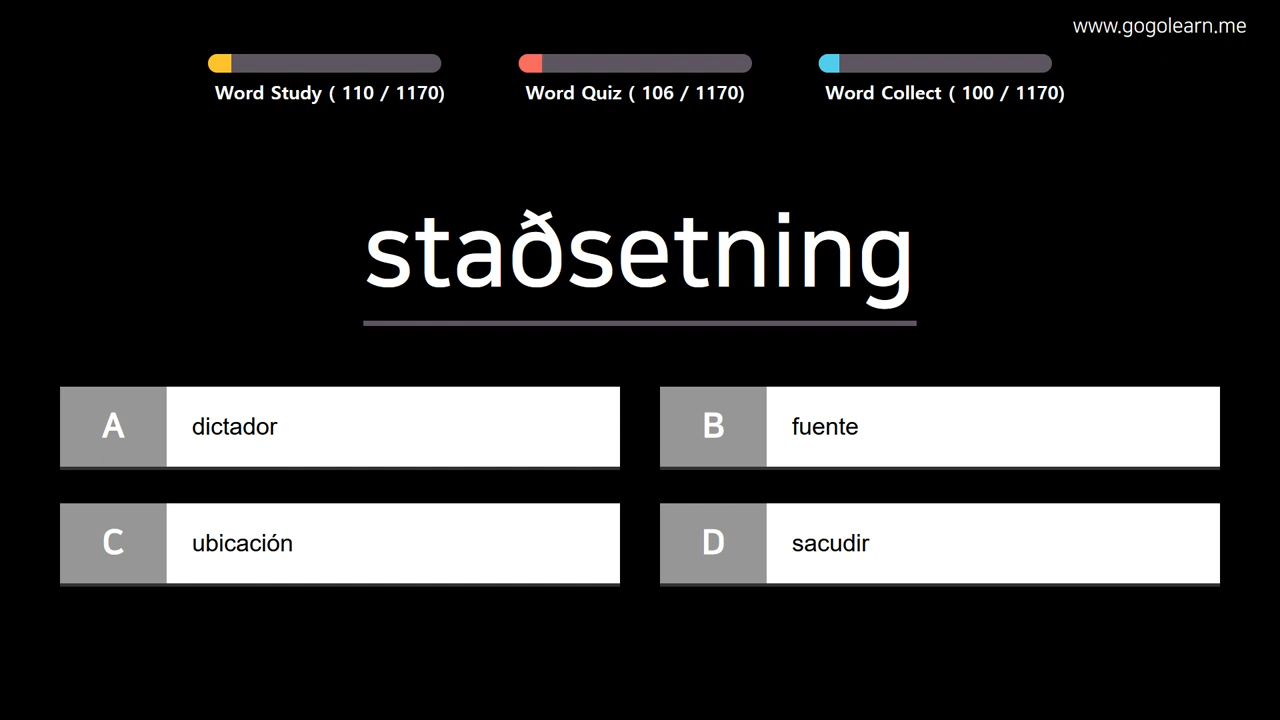 www.gogolearn.me
Word Study ( 110 / 1170)
Word Quiz ( 106 / 1170)
Word Collect ( 100 / 1170)
staðsetning
A dictador
B fuente
C ubicación
D sacudir